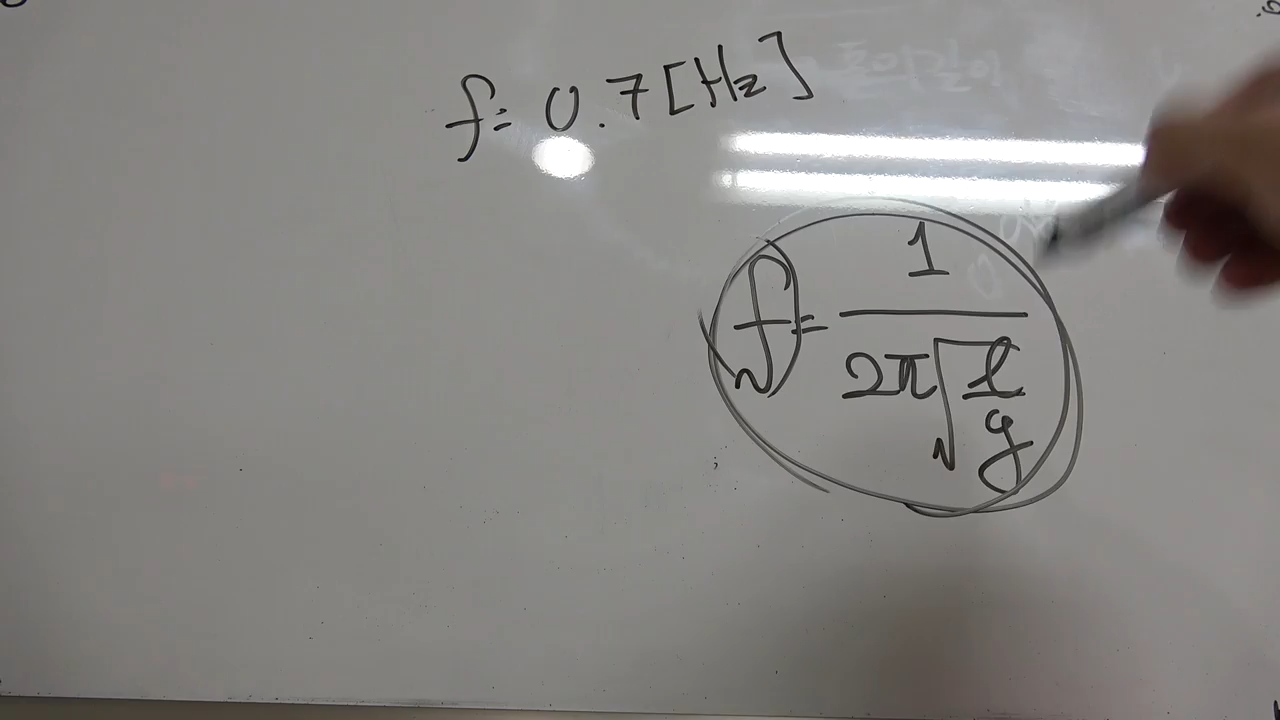 f= 0.7[Hz]
f= 1/2π√(l/g)